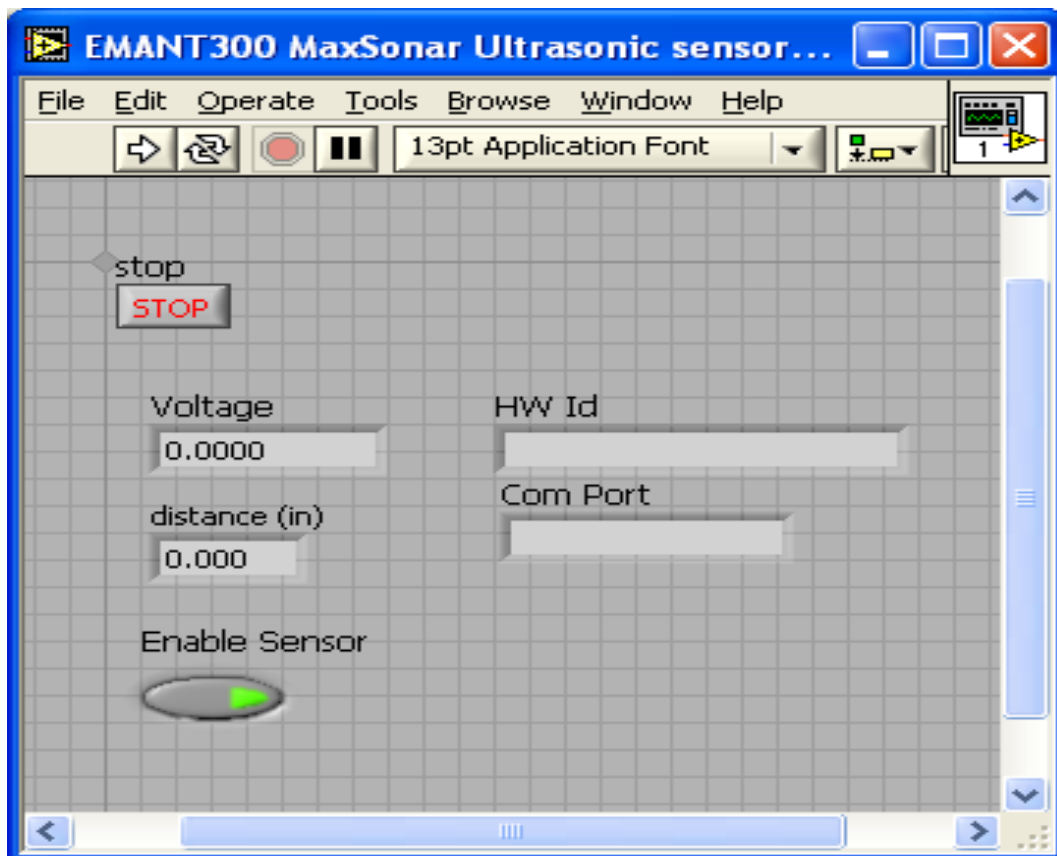 EMANT300 MaxSonar Ultrasonic sensor...
File Edit Operate Tools Browse Window Help
13pt Application Font
1
stop
STOP
Voltage
0.0000
HW Id
Com Port
distance (in)
0.000
Enable Sensor